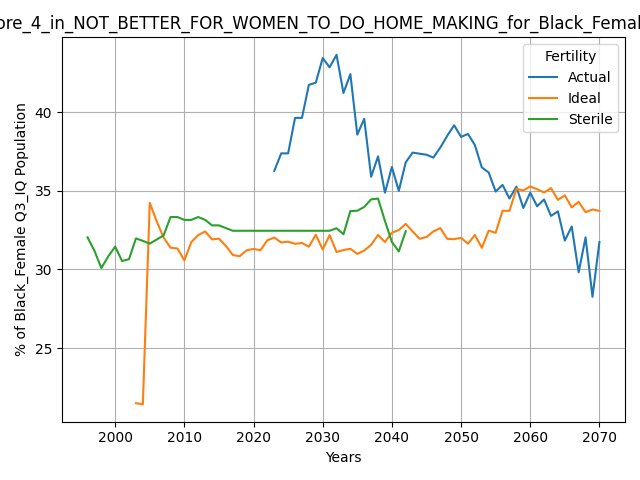 ore_4_in_NOT_BETTER_FOR_WOMEN_TO_DO_HOME_MAKING_for_Black_Femal
Fertility
Actual
Ideal
Sterile
% of Black_Female Q3_IQ Population
40
35
30
25
2000 2010 2020 2030 2040 2050 2060 2070
Years